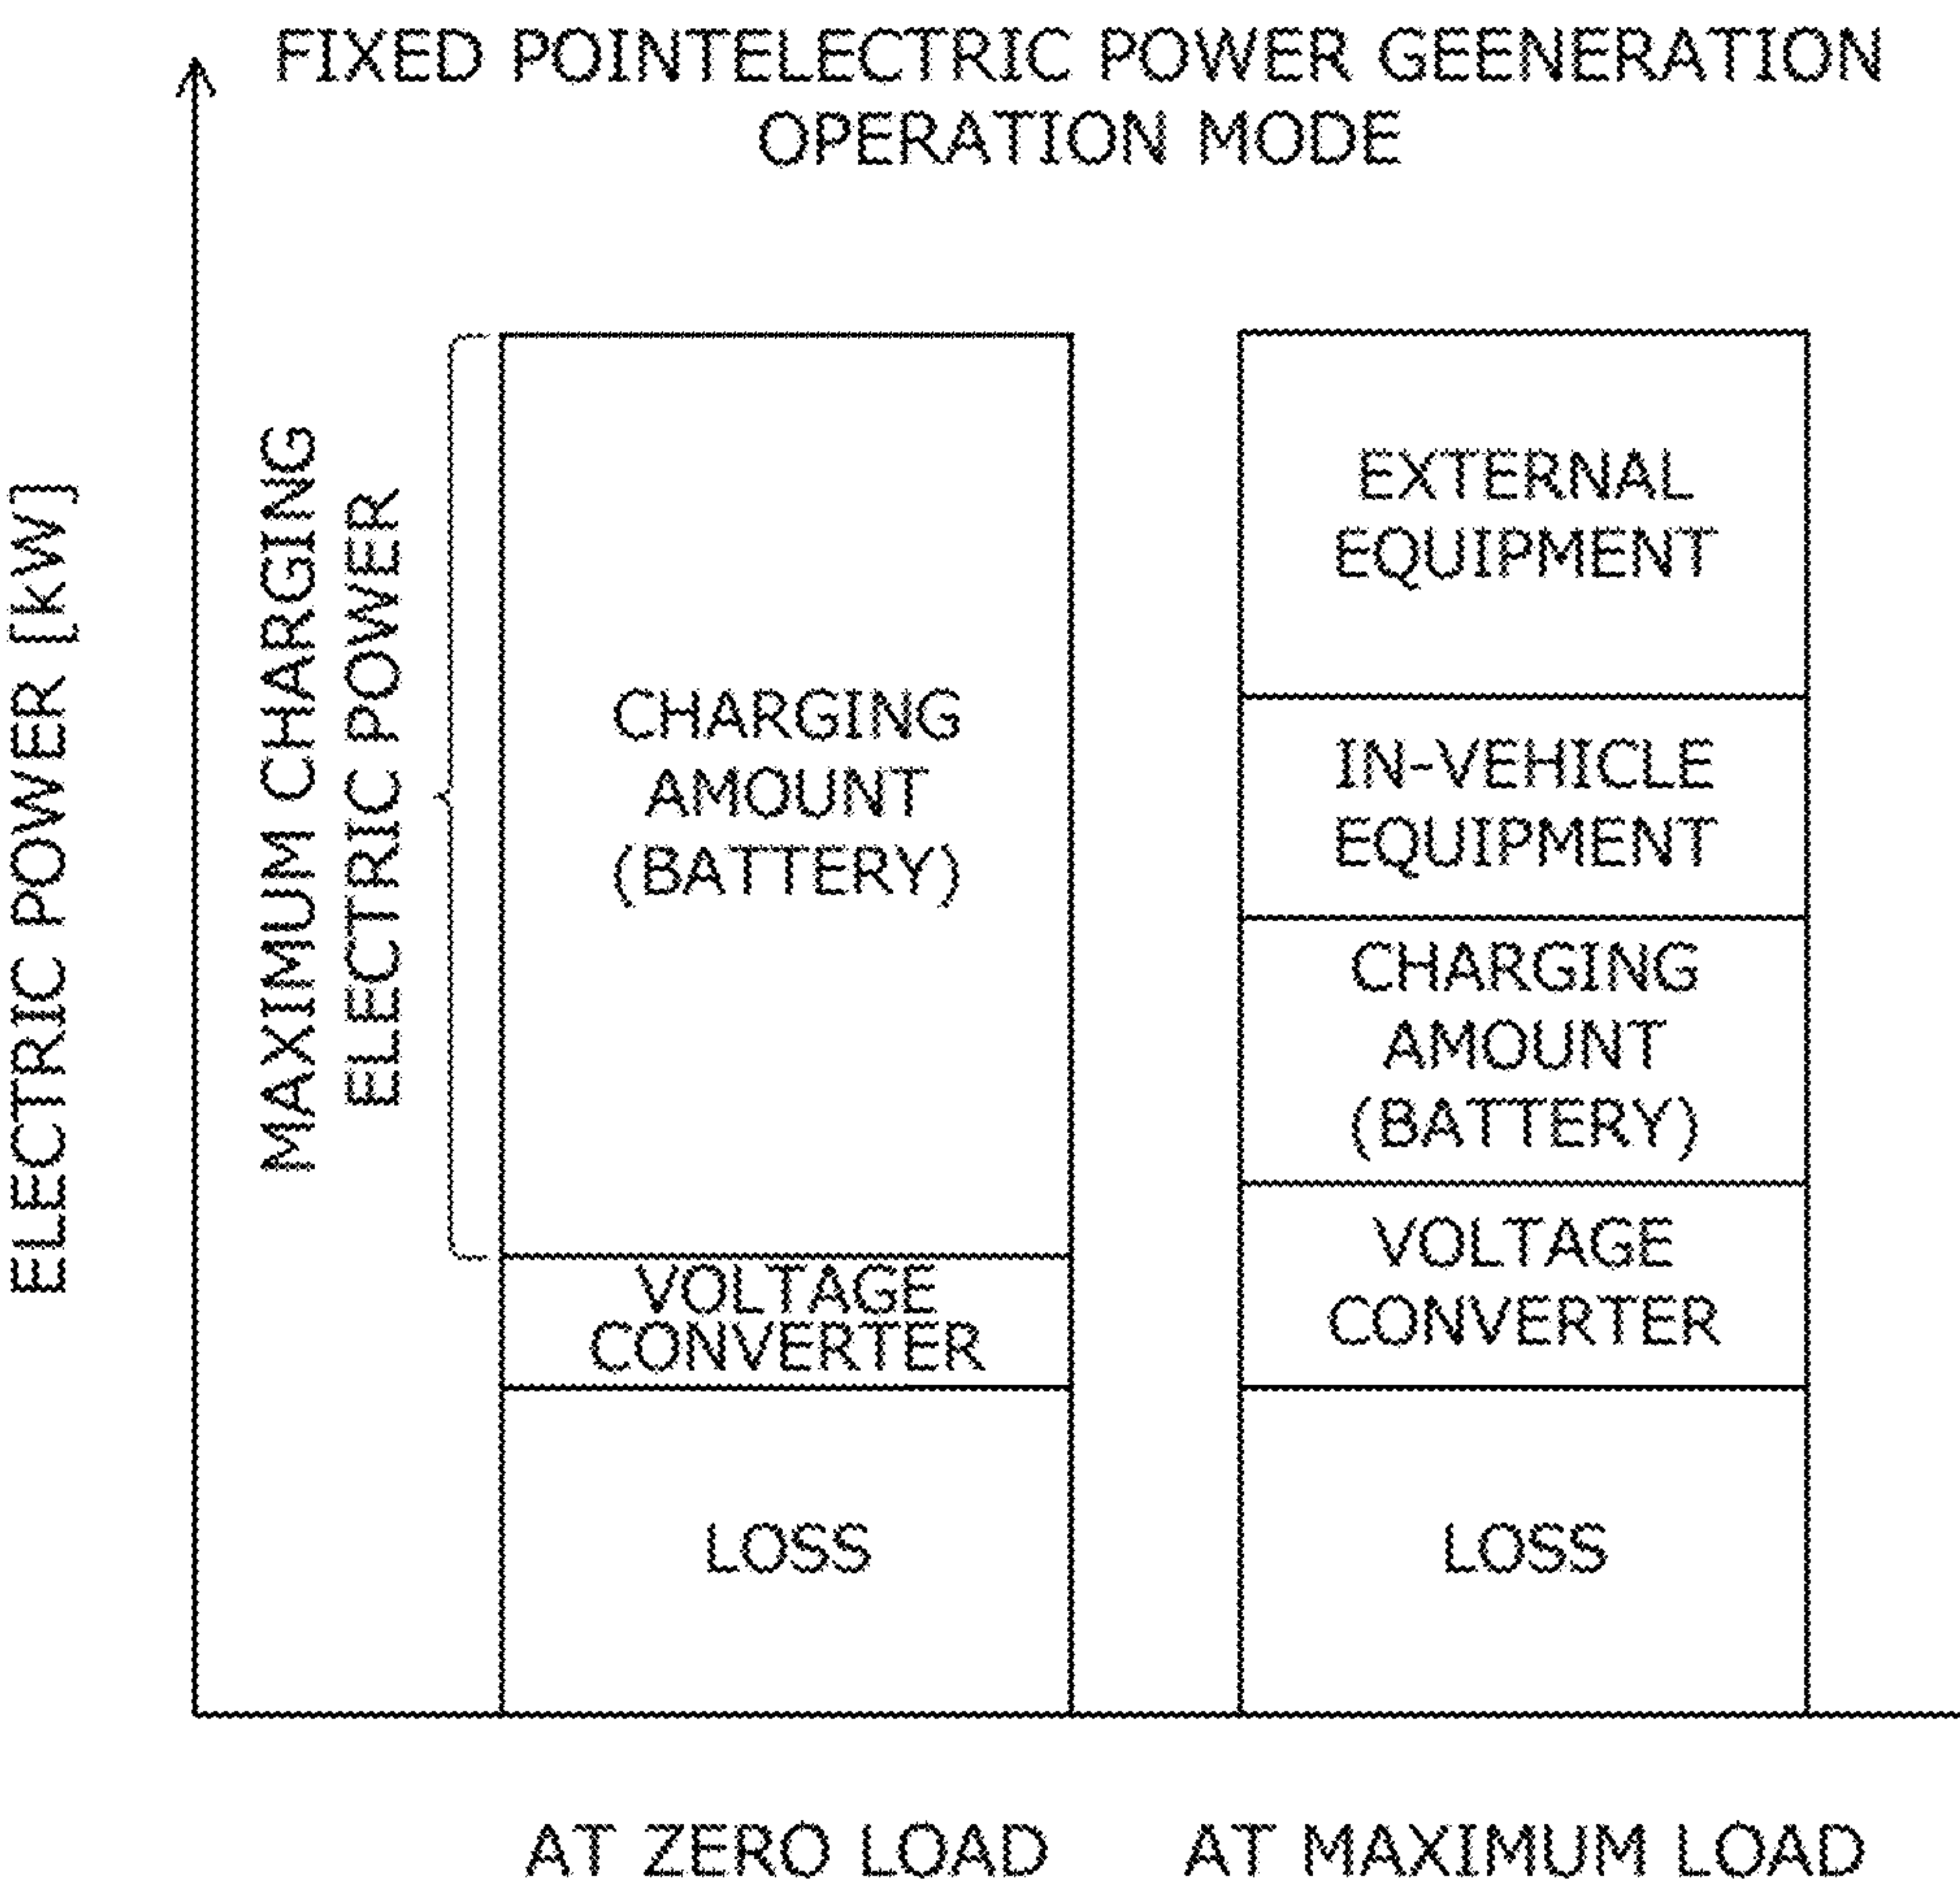 FIXED POINTELECTRIC POWER GEENERATION
OPERATION MODE
ELECTRIC POWER [kW]
MAXIMUM CHARGING
ELECTRIC POWER
CHARGING
AMOUNT
(BATTERY)
VOLTAGE
CONVERTER
LOSS
EXTERNAL
EQUIPMENT
IN-VEHICLE
EQUIPMENT
CHARGING
AMOUNT
(BATTERY)
VOLTAGE
CONVERTER
LOSS
AT ZERO LOAD
AT MAXIMUM LOAD